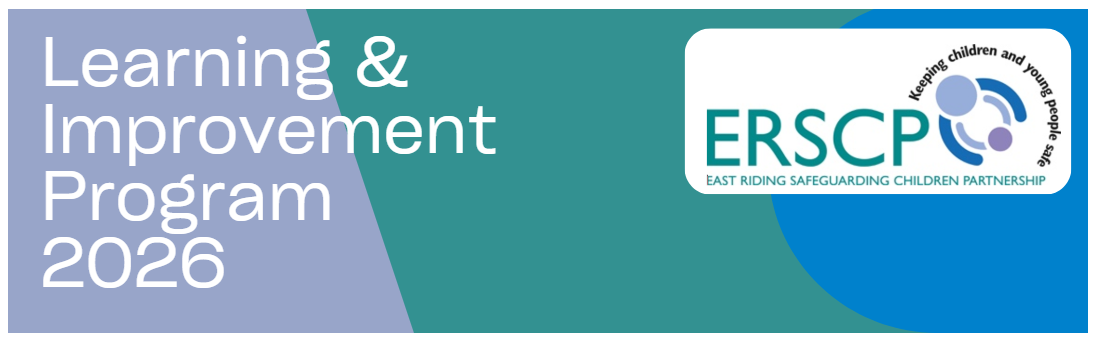 Learning &
Improvement
Program
2026
Keeping children and young people safe
ERSCP
EAST RIDING SAFEGUARDING CHILDREN PARTNERSHIP